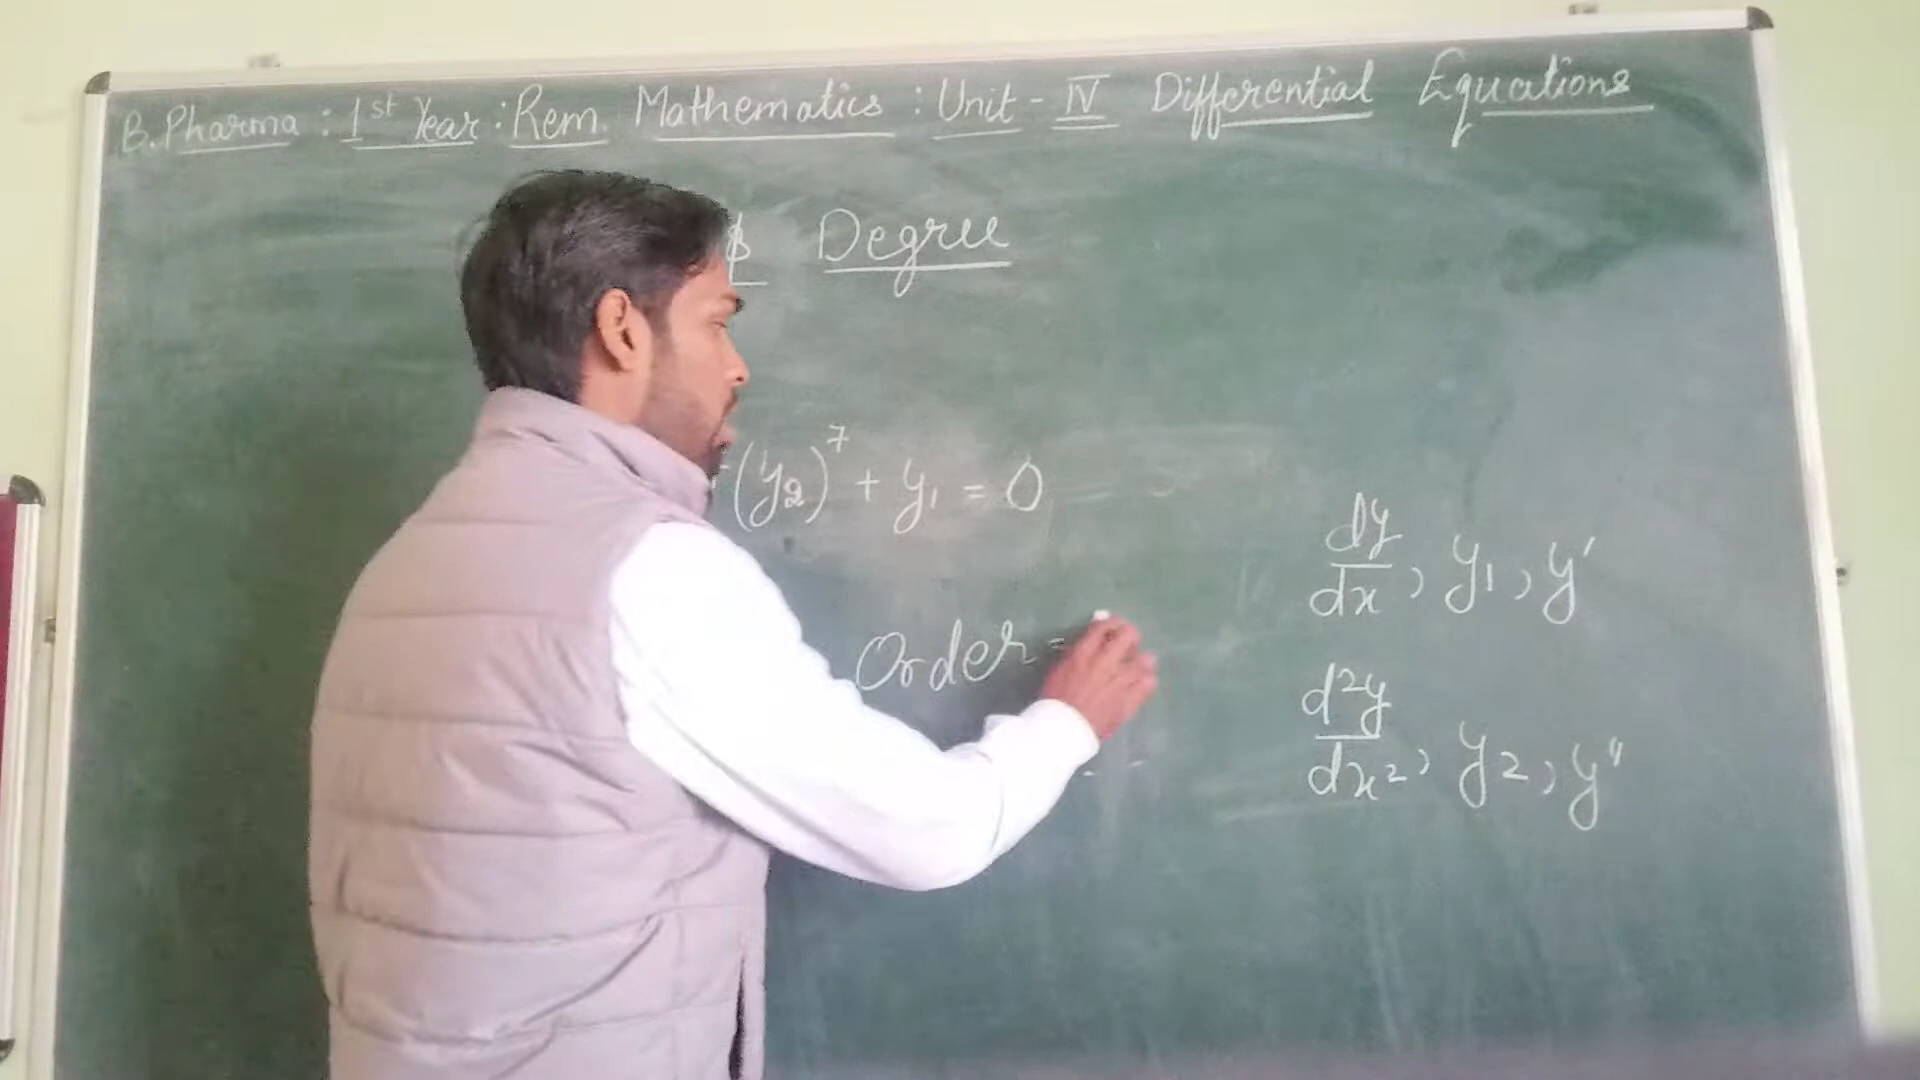 B.Pharma : 1st Year : Rem. Mathematics : Unit - IV Differential Equations
& Degree
(y₂)⁷ + y₁ = 0
dy/dx, y₁, y′
Order =
d²y/dx², y₂, y″